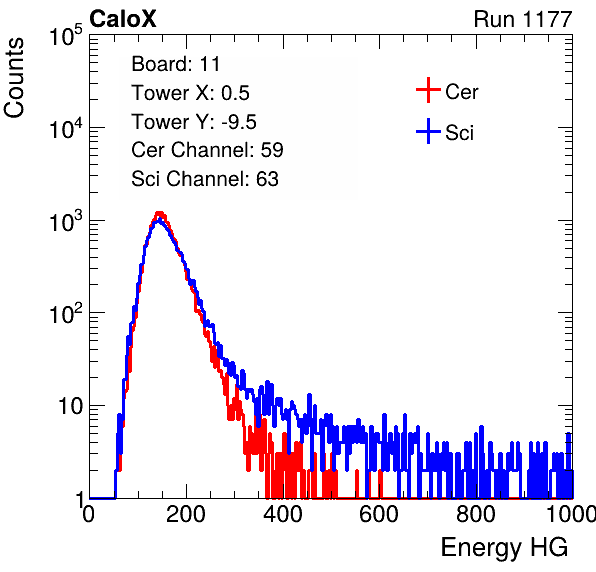 CaloX Run 1177
Counts
Board: 11
Tower X: 0.5
Tower Y: -9.5
Cer Channel: 59
Sci Channel: 63
Cer
Sci
10^5
10^4
10^3
10^2
10
1
0 200 400 600 800 1000
Energy HG